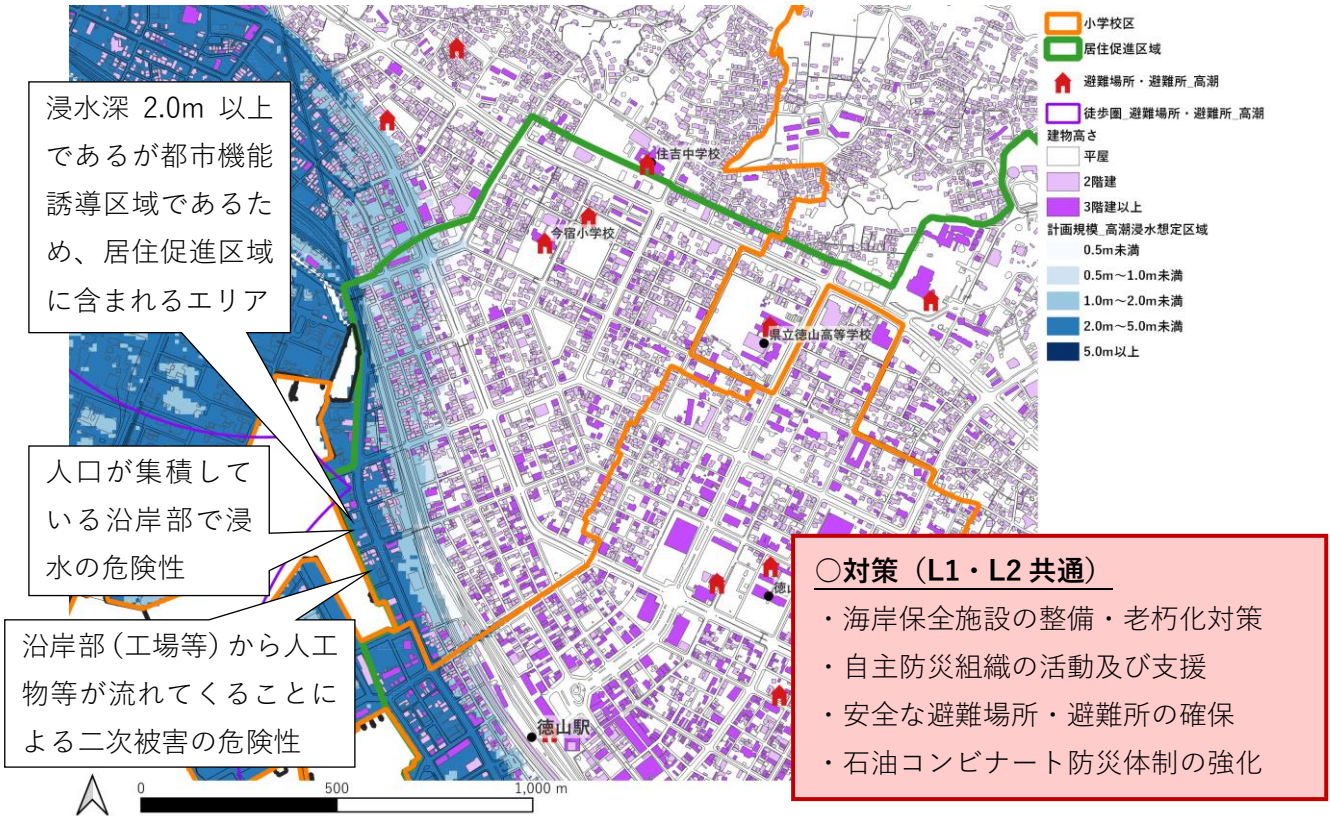 浸水深 2.0m 以上
であるが都市機能
誘導区域であるた
め、居住促進区域
に含まれるエリア
人口が集積して
いる沿岸部で浸
水の危険性
沿岸部(工場等)から人工
物等が流れてくることに
よる二次被害の危険性
住吉中学校
今宿小学校
県立徳山高等学校
徳山駅
小学校区
居住促進区域
避難場所・避難所_高潮
徒歩圏_避難場所・避難所_高潮
建物高さ
平屋
2階建
3階建以上
計画規模_高潮浸水想定区域
0.5m未満
0.5m～1.0m未満
1.0m～2.0m未満
2.0m～5.0m未満
5.0m以上
○対策（L1・L2 共通）
・海岸保全施設の整備・老朽化対策
・自主防災組織の活動及び支援
・安全な避難場所・避難所の確保
・石油コンビナート防災体制の強化
0 500 1,000 m